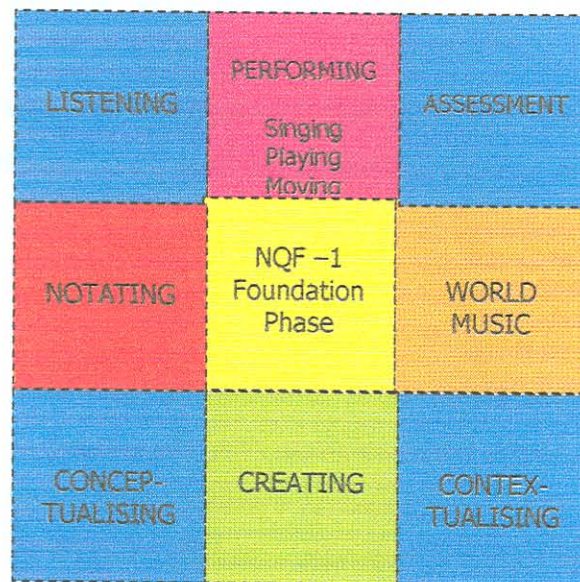 LISTENING
PERFORMING
Singing
Playing
Moving
ASSESSMENT
NOTATING
NQF –1
Foundation
Phase
WORLD
MUSIC
CONCEP-
TUALISING
CREATING
CONTEX-
TUALISING